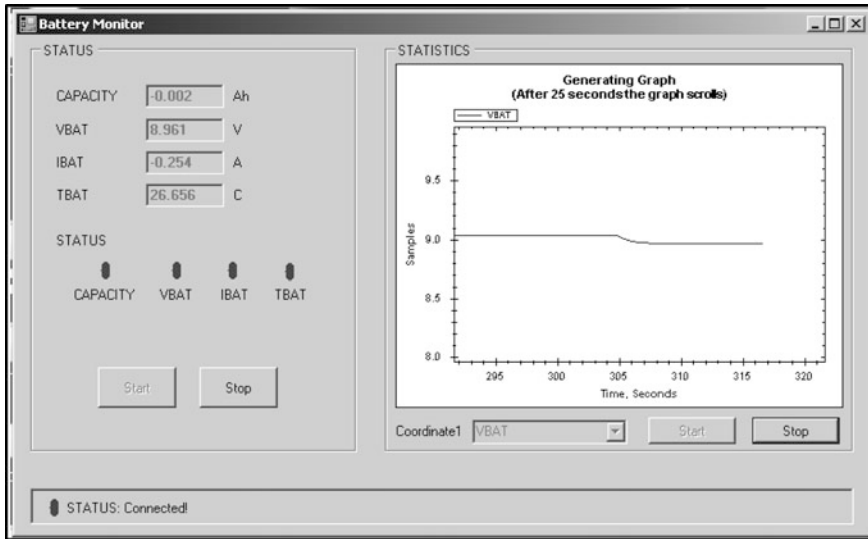 Battery Monitor
STATUS
CAPACITY -0.002 Ah
VBAT 8.961 V
IBAT -0.254 A
TBAT 26.656 C
STATUS
CAPACITY VBAT IBAT TBAT
Start Stop
STATISTICS
Generating Graph
(After 25 seconds the graph scrolls)
VBAT
Samples
9.5
9.0
8.5
8.0
295 300 305 310 315 320
Time, Seconds
Coordinate1 VBAT Start Stop
STATUS: Connected!